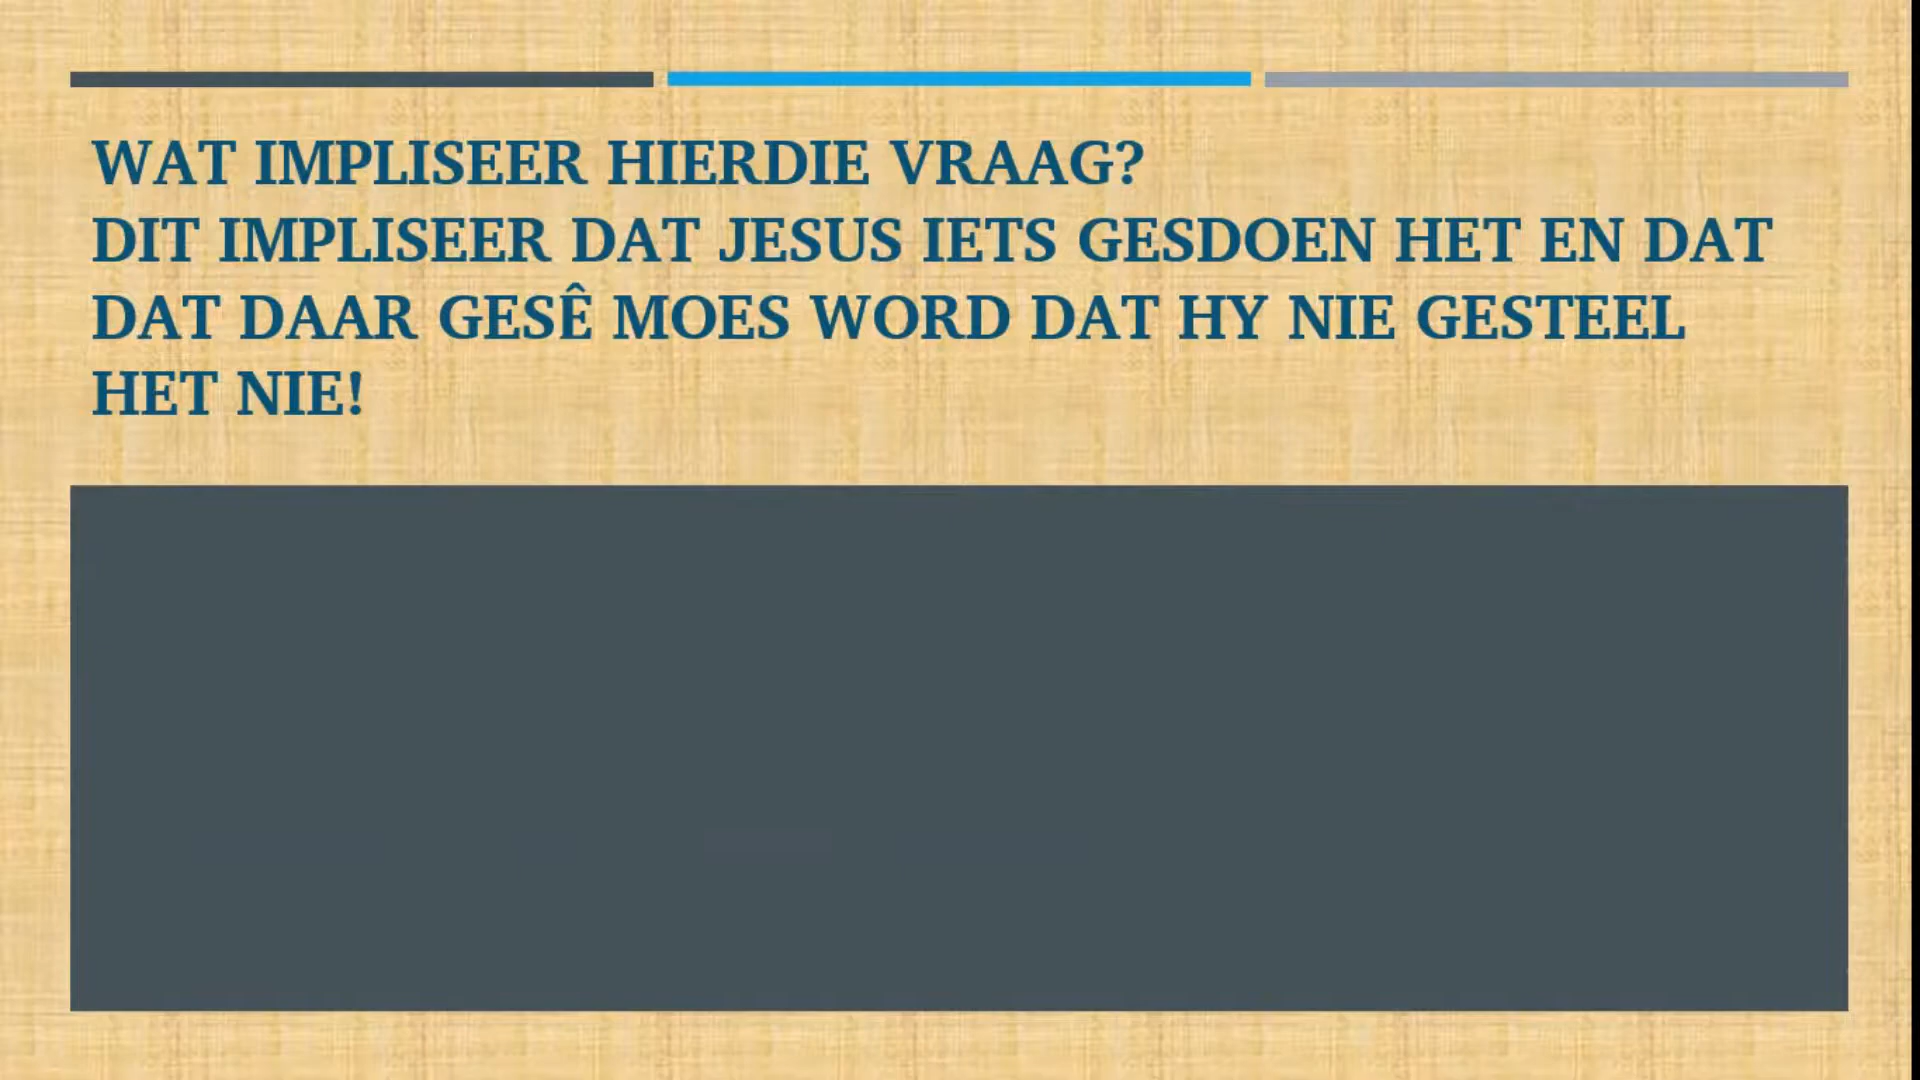 WAT IMPLISEER HIERDIE VRAAG?
DIT IMPLISEER DAT JESUS IETS GESDOEN HET EN DAT
DAT DAAR GESÊ MOES WORD DAT HY NIE GESTEEL
HET NIE!